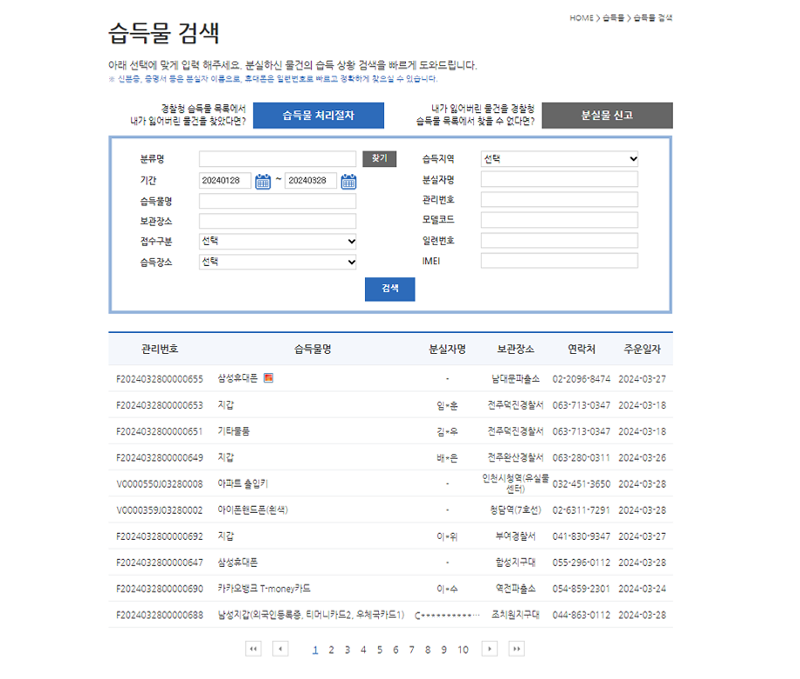 HOME > 습득물 > 습득물 검색
습득물 검색
아래 선택에 맞게 입력 해주세요. 분실하신 물건의 습득 상황 검색을 빠르게 도와드립니다.
※ 신분증, 증명서 등은 분실자 이름으로, 휴대폰은 일련번호로 빠르고 정확하게 찾으실 수 있습니다.
경찰청 습득물 목록에서
내가 잃어버린 물건을 찾았다면?
습득물 처리절차
내가 잃어버린 물건을 경찰청
습득물 목록에서 찾을 수 없다면?
분실물 신고
분류명 찾기 습득지역 선택
기간 20240128 ~ 20240328 분실자명
습득물명 관리번호
보관장소 모델코드
접수구분 선택 일련번호
습득장소 선택 IMEI
검색
관리번호 습득물명 분실자명 보관장소 연락처 주운일자
F2024032800000655 삼성휴대폰 - 남대문파출소 02-2096-8474 2024-03-27
F2024032800000653 지갑 임*훈 전주덕진경찰서 063-713-0347 2024-03-18
F2024032800000651 기타물품 김*우 전주덕진경찰서 063-713-0347 2024-03-18
F2024032800000649 지갑 배*은 전주완산경찰서 063-280-0311 2024-03-26
V0000550J03280008 아파트 출입키 - 인천시청역(유실물센터) 032-451-3650 2024-03-28
V0000359J03280002 아이폰핸드폰(흰색) - 청담역(7호선) 02-6311-7291 2024-03-28
F2024032800000692 지갑 이*위 부여경찰서 041-830-9347 2024-03-27
F2024032800000647 삼성휴대폰 - 합성지구대 055-296-0112 2024-03-28
F2024032800000690 카카오뱅크 T-money카드 이*수 역전파출소 054-859-2301 2024-03-24
F2024032800000688 남성지갑(외국인등록증, 티머니카드2, 우체국카드1) C**********… 조치원지구대 044-863-0112 2024-03-28
1 2 3 4 5 6 7 8 9 10